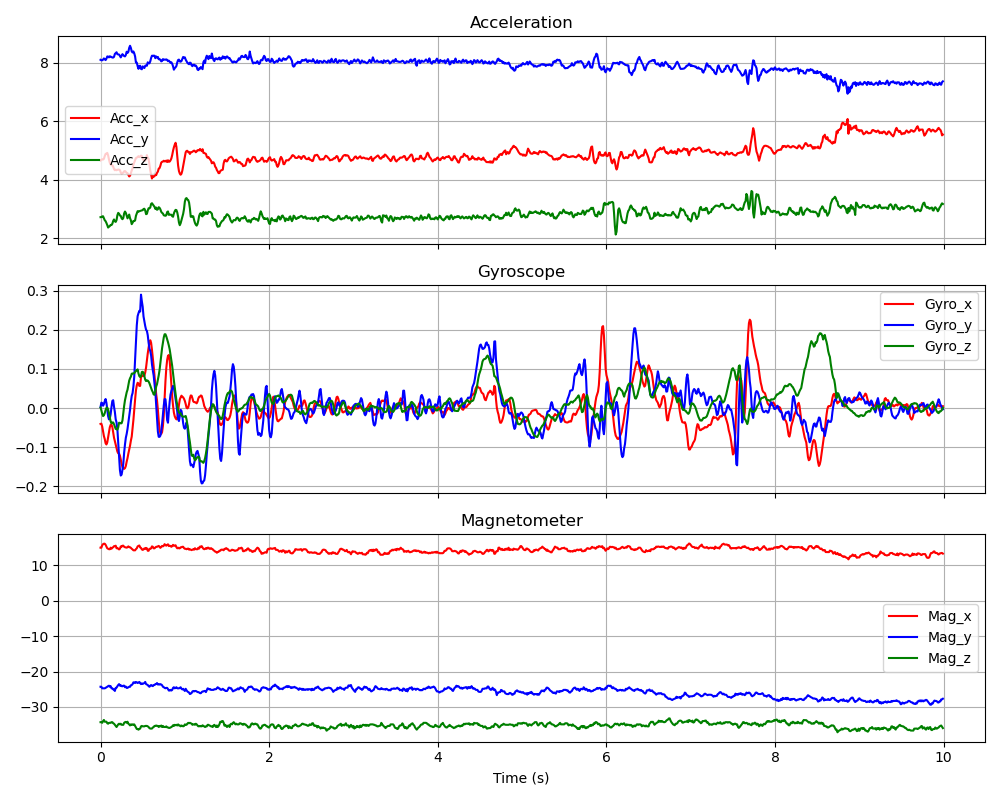 Acceleration
8
6
4
2
Acc_x
Acc_y
Acc_z
Gyroscope
0.3
0.2
0.1
0.0
−0.1
−0.2
Gyro_x
Gyro_y
Gyro_z
Magnetometer
10
0
−10
−20
−30
Mag_x
Mag_y
Mag_z
0 2 4 6 8 10
Time (s)